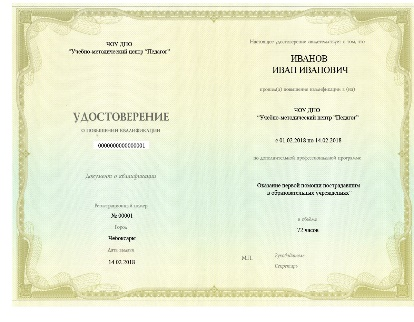 ЧОУ ДПО
"Учебно-методический центр "Педагог"
УДОСТОВЕРЕНИЕ
О ПОВЫШЕНИИ КВАЛИФИКАЦИИ
0000000000000001
Документ о квалификации
Регистрационный номер
№ 00001
Город
Чебоксары
Дата выдачи
14.02.2018
Настоящее удостоверение свидетельствует о том, что
ИВАНОВ
ИВАН ИВАНОВИЧ
прошел(а) повышение квалификации в (на)
ЧОУ ДПО
"Учебно-методический центр "Педагог"
с 01.02.2018 по 14.02.2018
по дополнительной профессиональной программе
Оказание первой помощи пострадавшим
в образовательных учреждениях
в объёме
72 часов
М.П.
Руководитель
Секретарь